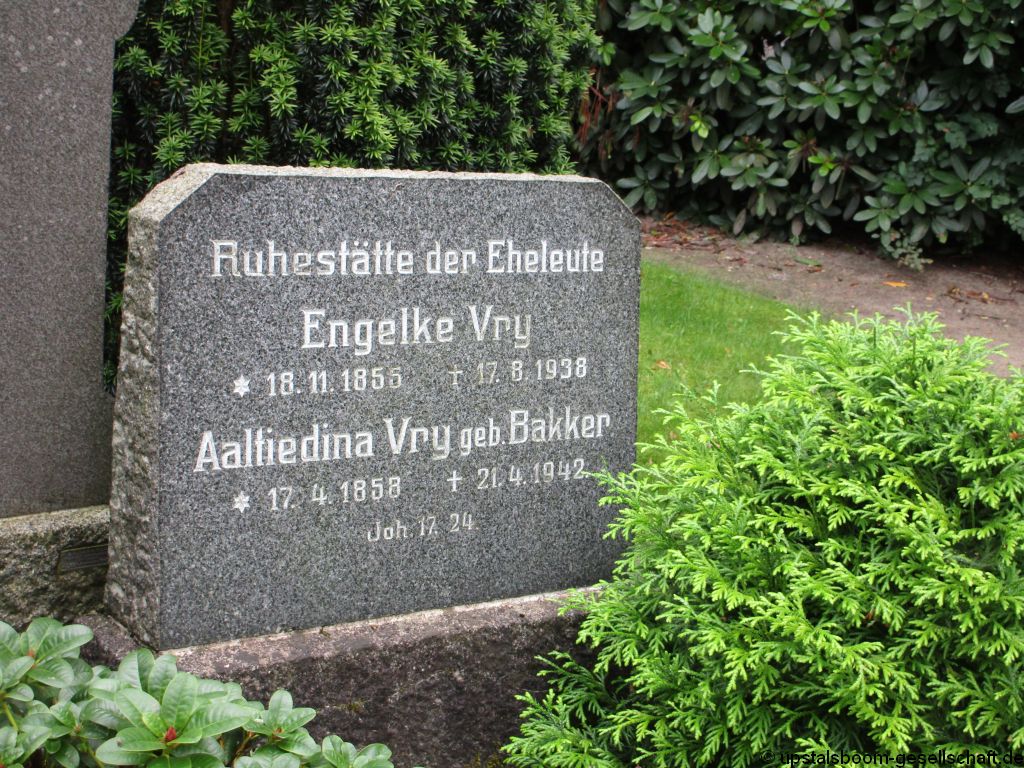 Ruhestätte der Eheleute
Engelke Vry
* 18.11.1855 † 17.8.1938
Aaltiedina Vry geb. Bakker
* 17.4.1858 † 21.4.1942
Joh. 17. 24.
© upstalsboom-gesellschaft.de